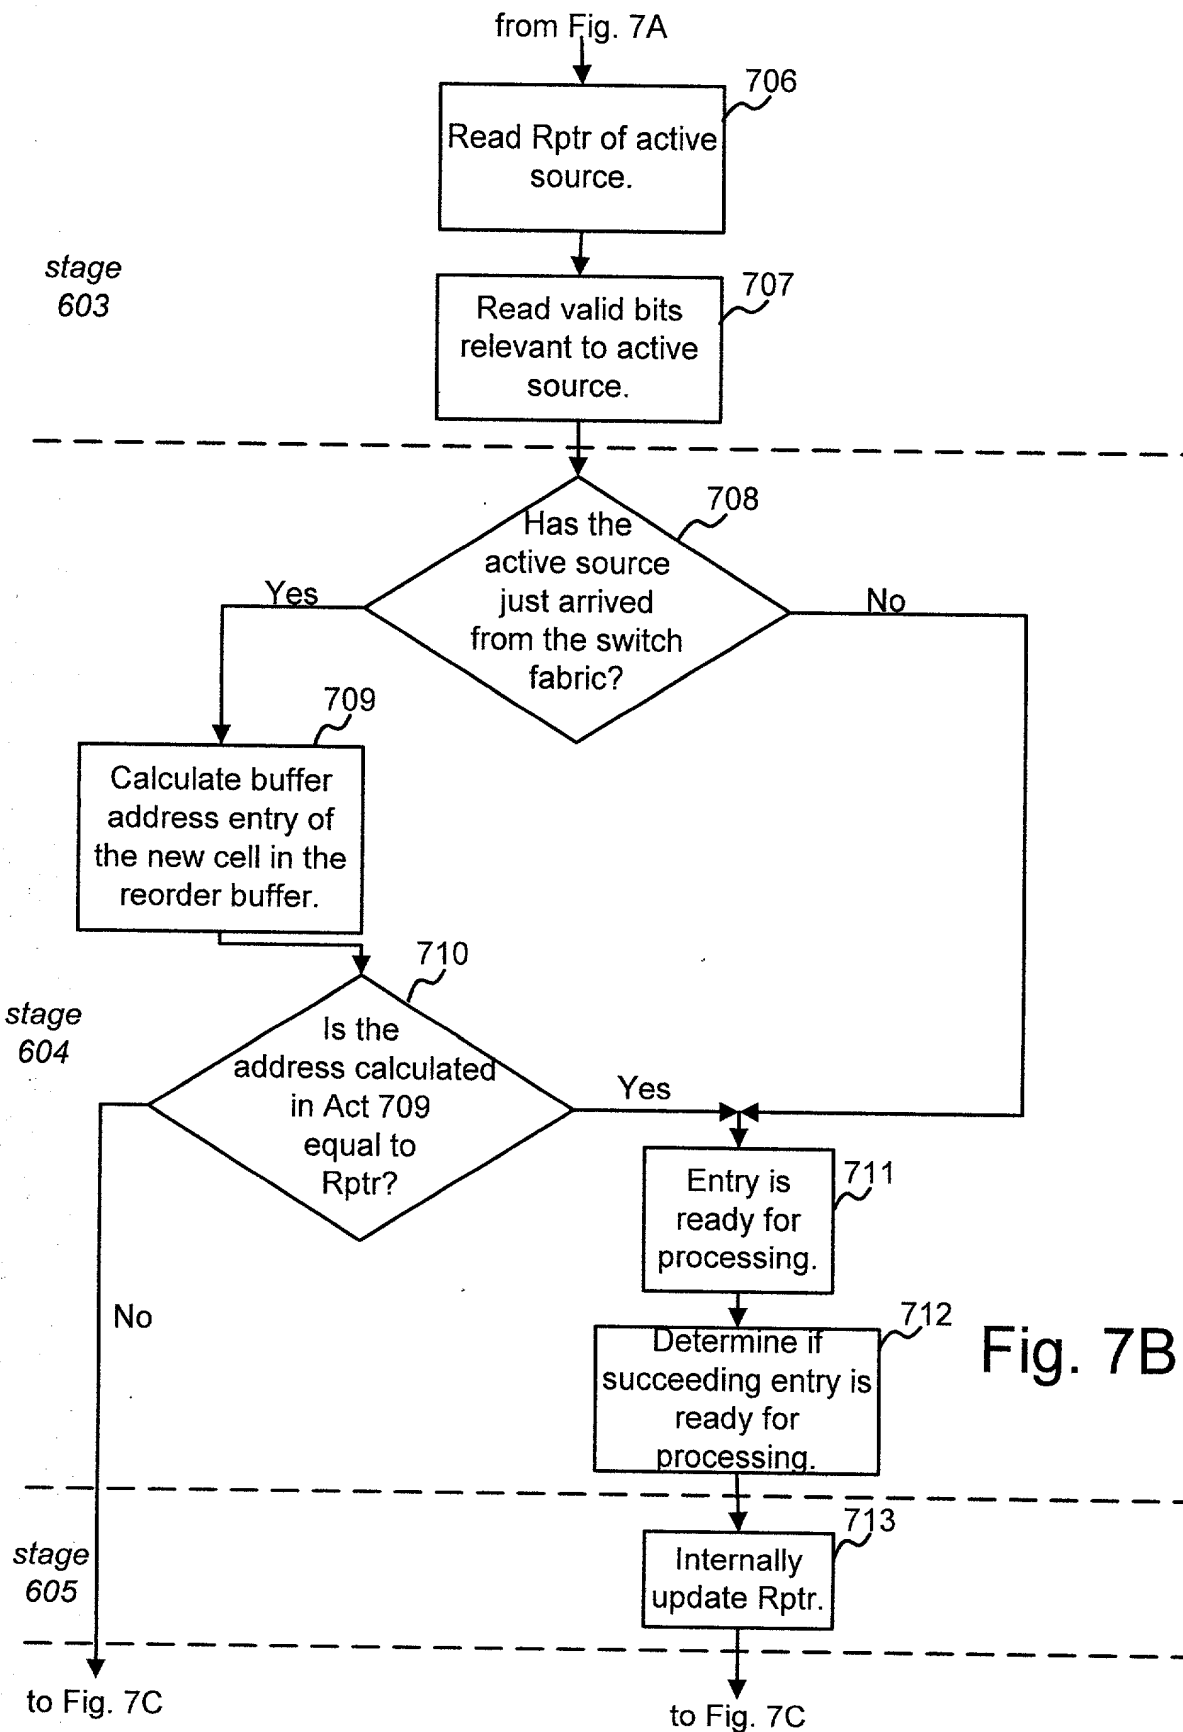 from Fig. 7A
706
Read Rptr of active
source.
stage
603
707
Read valid bits
relevant to active
source.
708
Has the
active source
just arrived
from the switch
fabric?
Yes
No
709
Calculate buffer
address entry of
the new cell in the
reorder buffer.
710
stage
604
Is the
address calculated
in Act 709
equal to
Rptr?
Yes
No
711
Entry is
ready for
processing.
712
Determine if
succeeding entry is
ready for
processing.
Fig. 7B
713
stage
605
Internally
update Rptr.
to Fig. 7C
to Fig. 7C